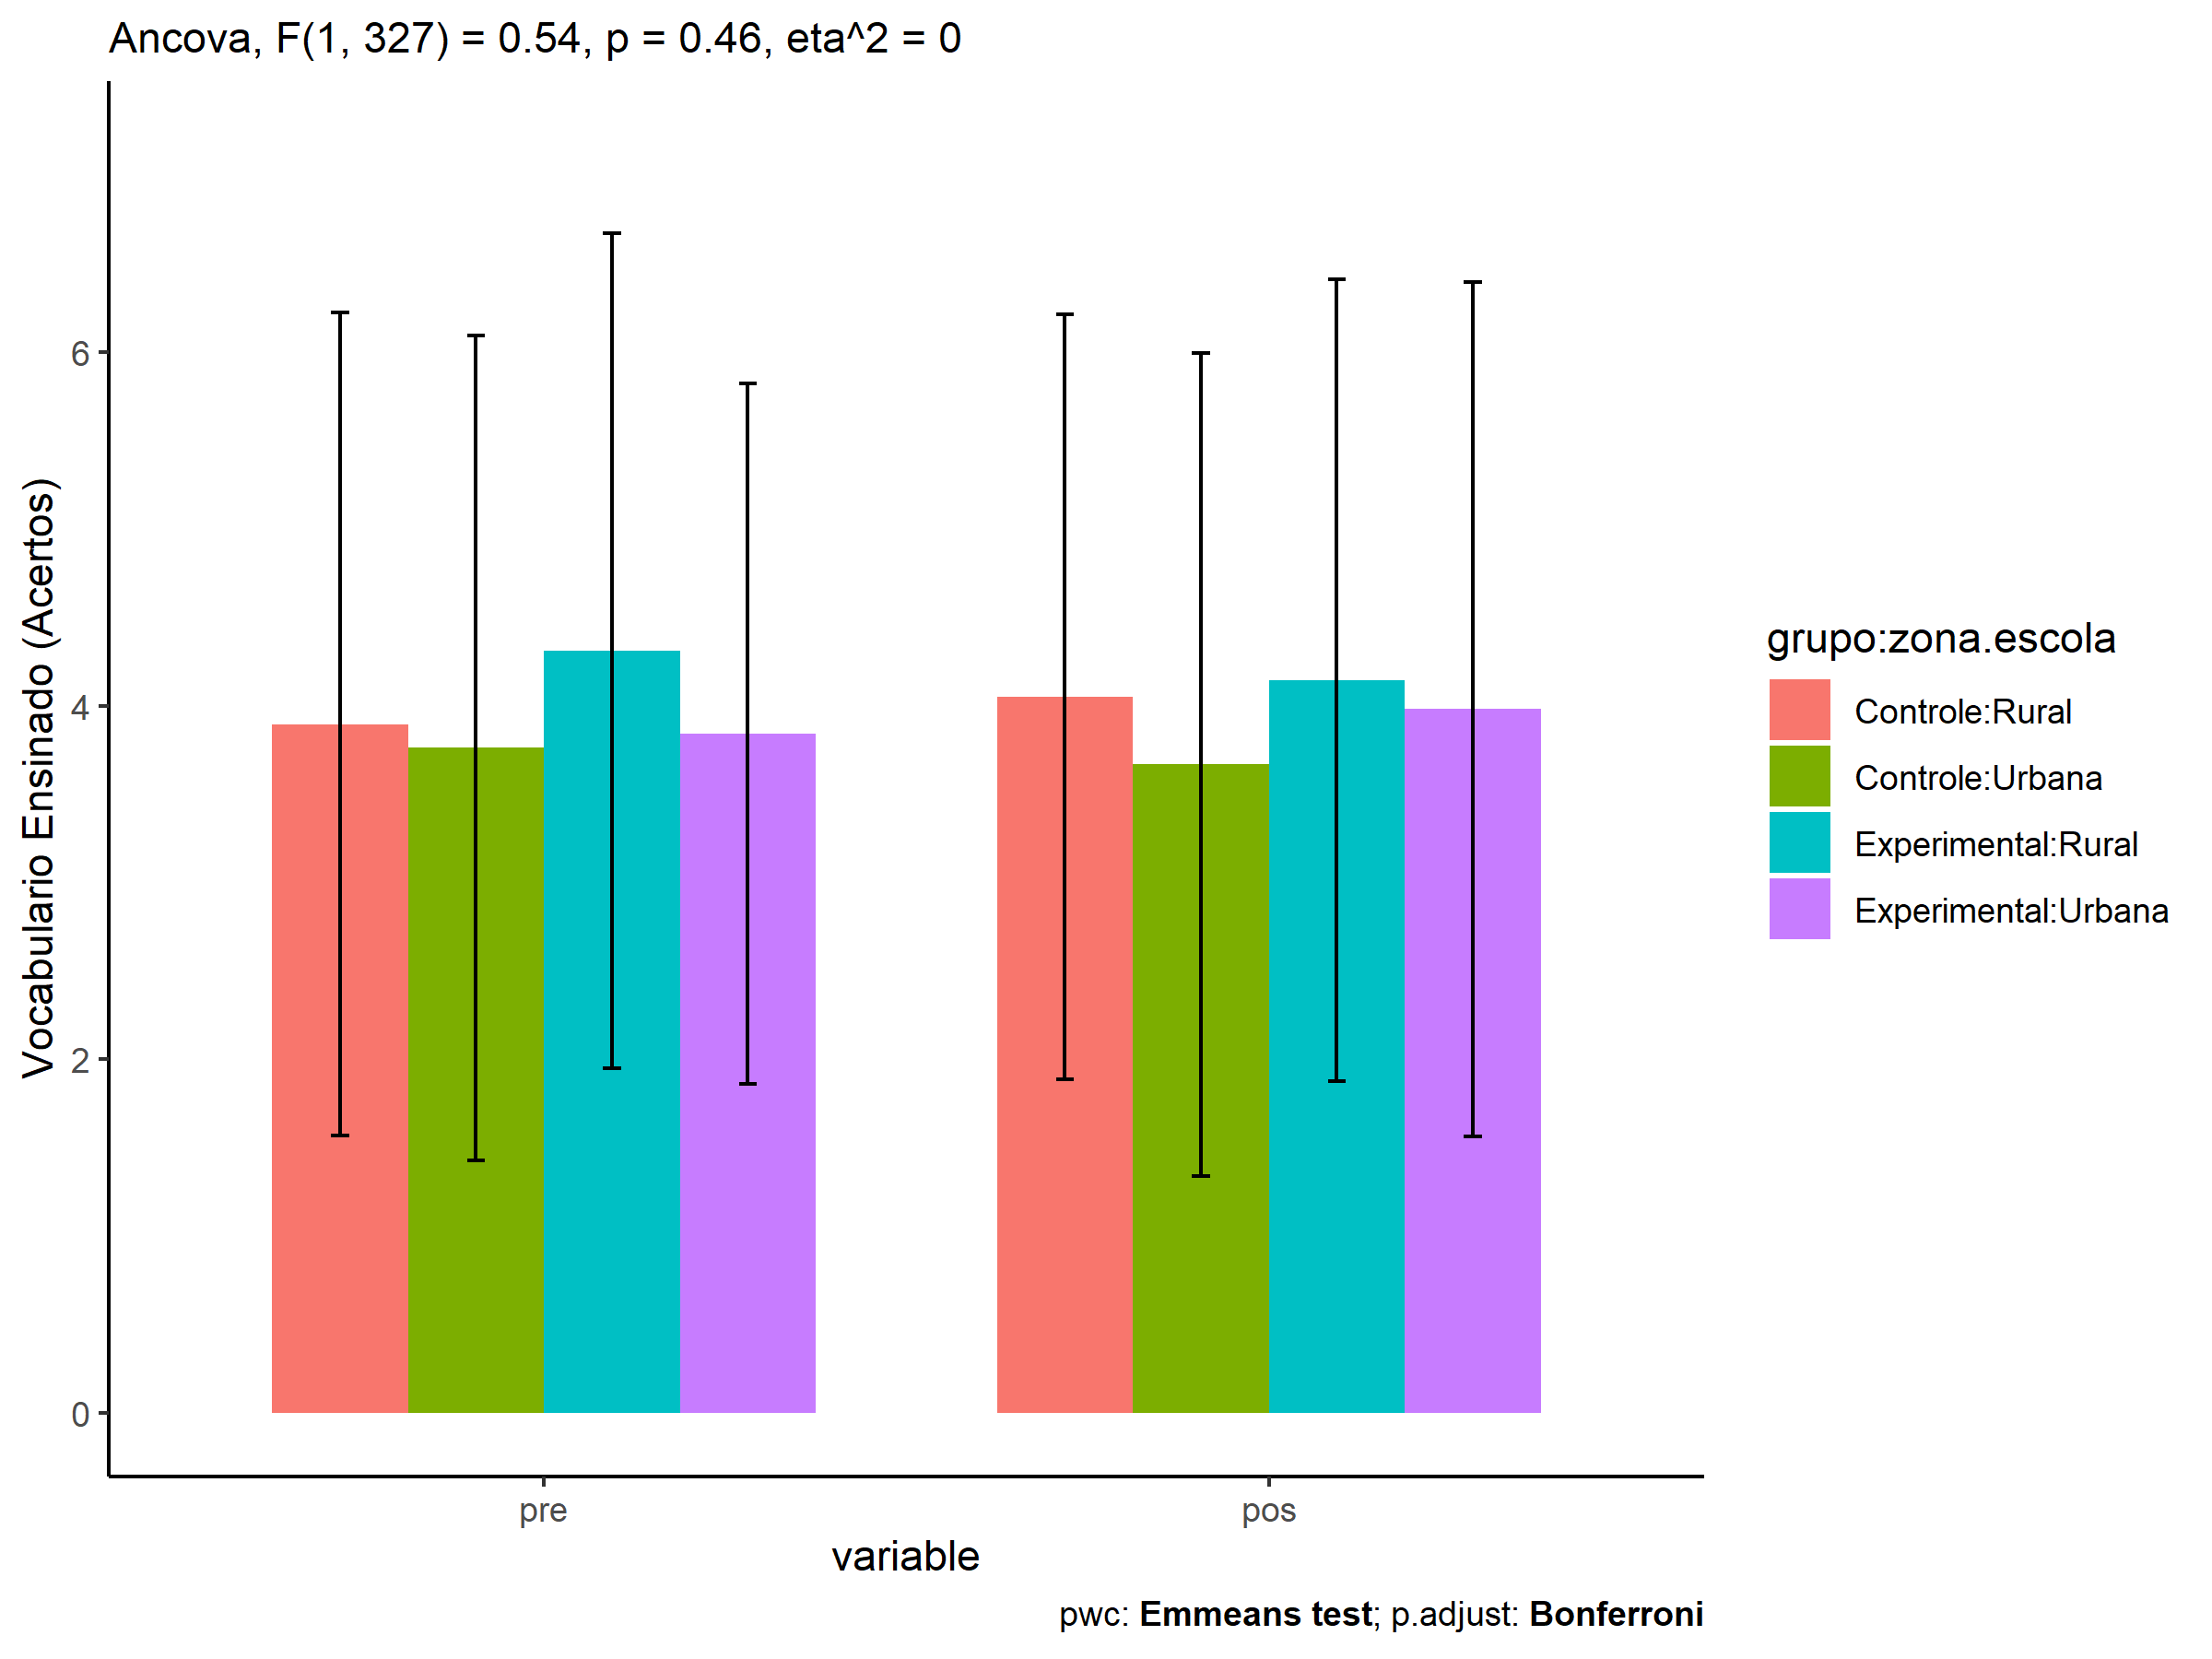 Ancova, F(1, 327) = 0.54, p = 0.46, eta^2 = 0
Vocabulario Ensinado (Acertos)
6
4
2
0
pre
pos
variable
grupo:zona.escola
Controle:Rural
Controle:Urbana
Experimental:Rural
Experimental:Urbana
pwc: Emmeans test; p.adjust: Bonferroni